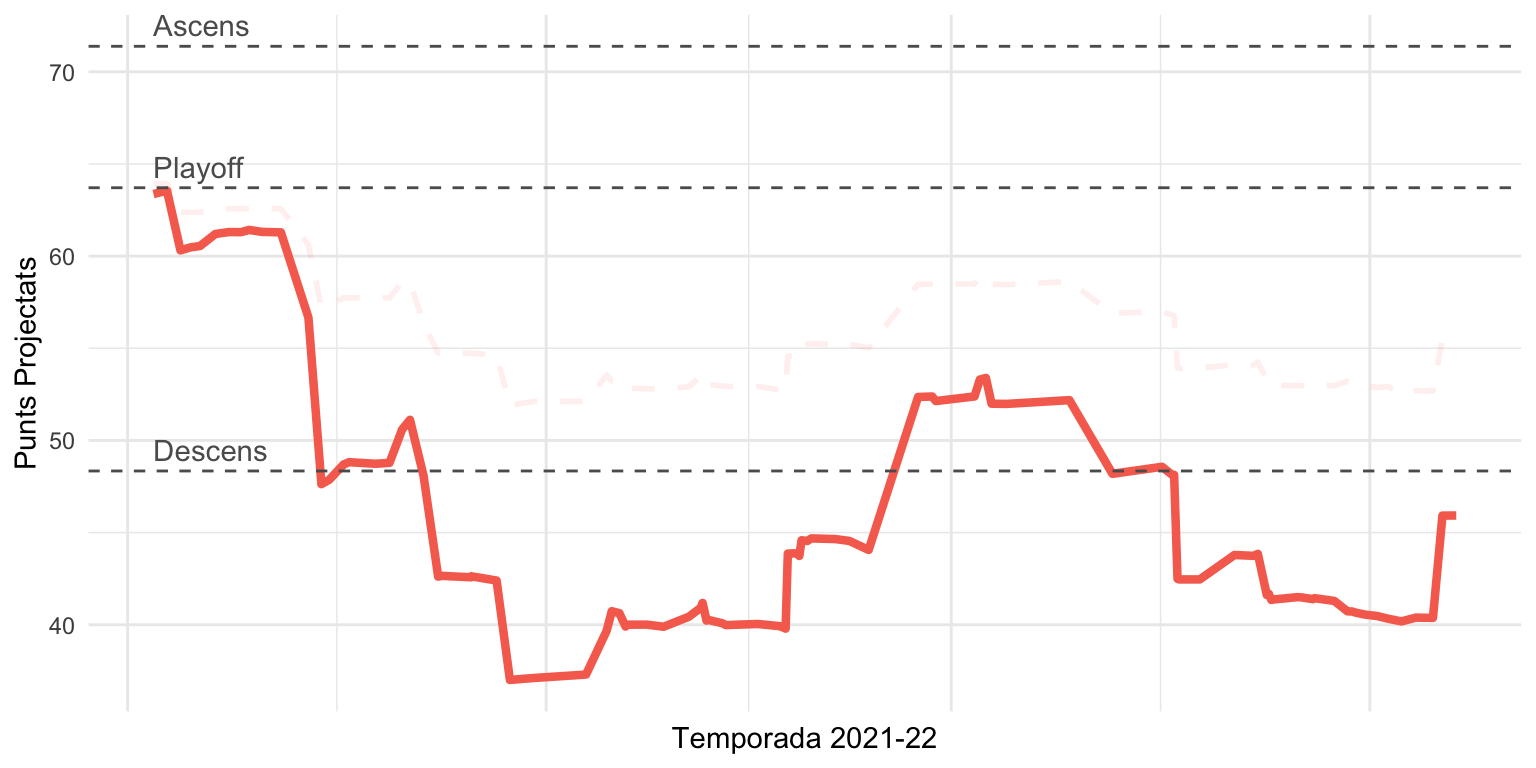 Ascens
70
Playoff
60
Descens
50
40
Punts Projectats
Temporada 2021-22